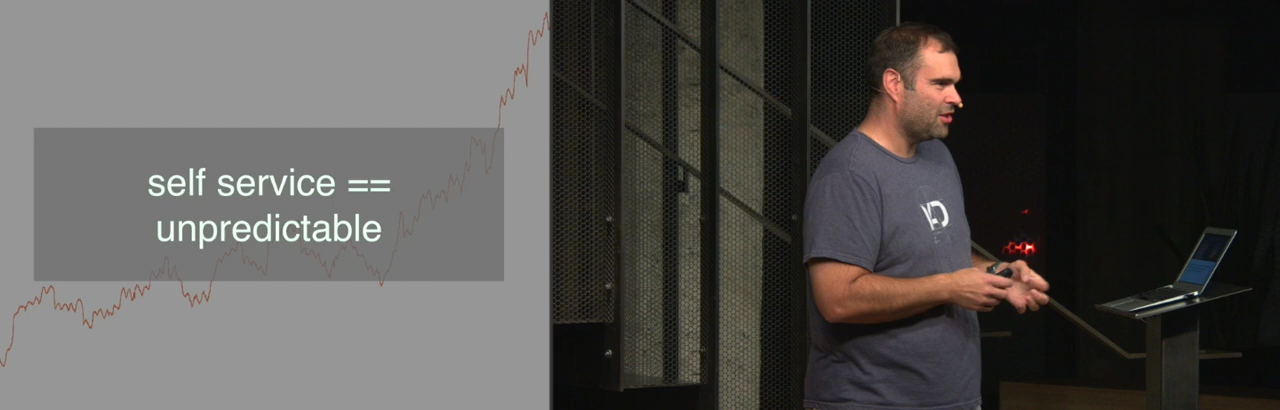 self service ==
unpredictable